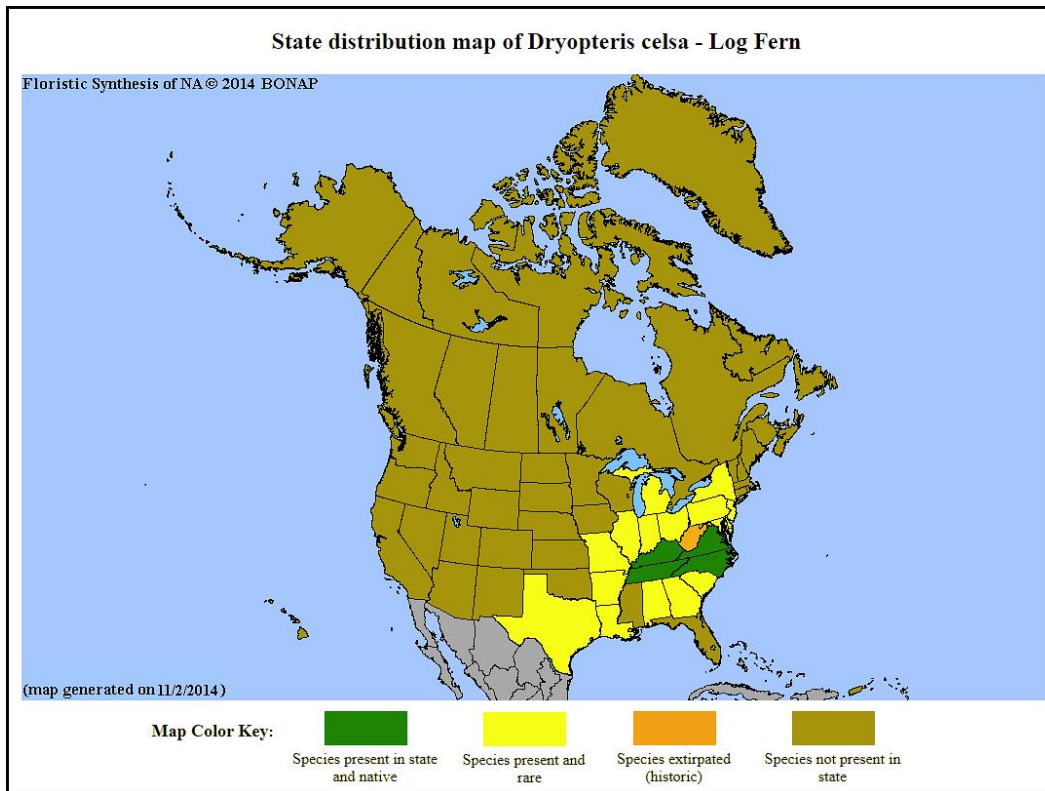 State distribution map of Dryopteris celsa - Log Fern
Floristic Synthesis of NA © 2014 BONAP
(map generated on 11/2/2014)
Map Color Key:
Species present in state
and native
Species present and
rare
Species extirpated
(historic)
Species not present in
state